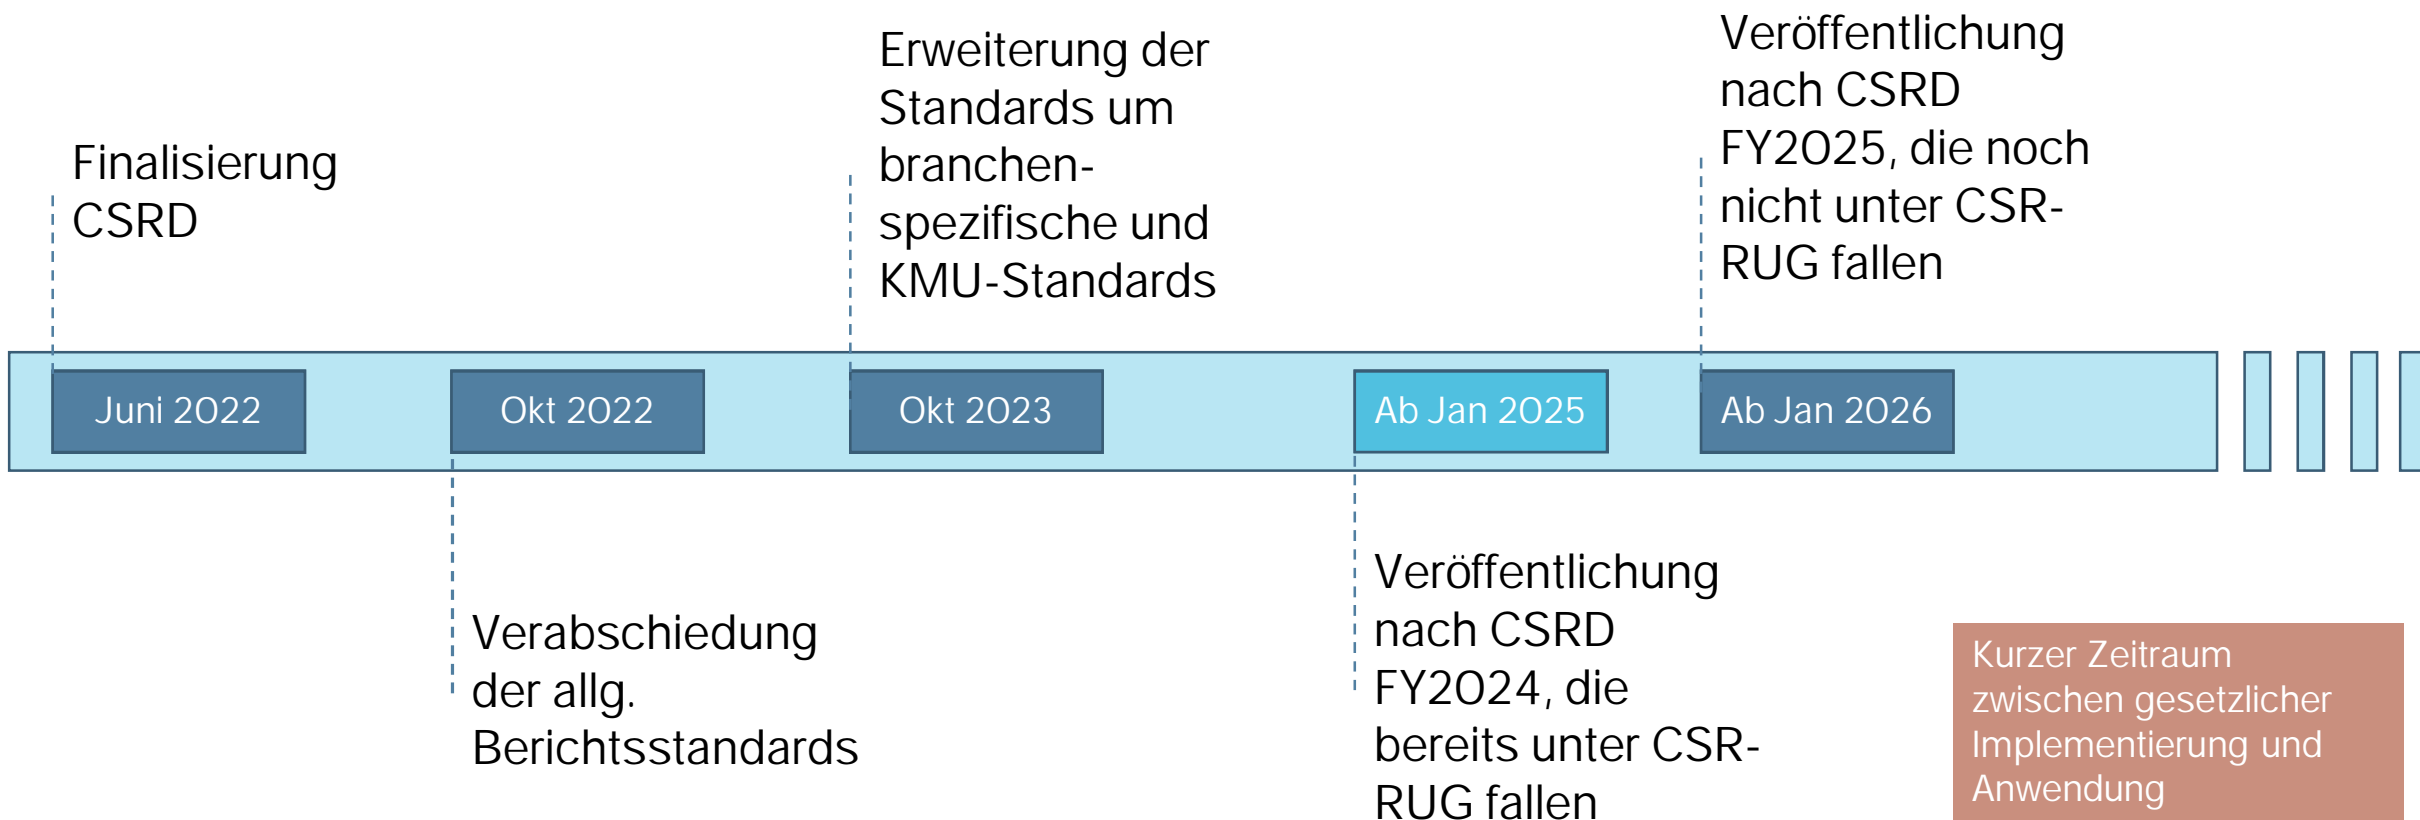 Finalisierung
CSRD
Erweiterung der
Standards um
branchen-
spezifische und
KMU-Standards
Veröffentlichung
nach CSRD
FY2025, die noch
nicht unter CSR-
RUG fallen
Juni 2022
Okt 2022
Okt 2023
Ab Jan 2025
Ab Jan 2026
Verabschiedung
der allg.
Berichtsstandards
Veröffentlichung
nach CSRD
FY2024, die
bereits unter CSR-
RUG fallen
Kurzer Zeitraum
zwischen gesetzlicher
Implementierung und
Anwendung